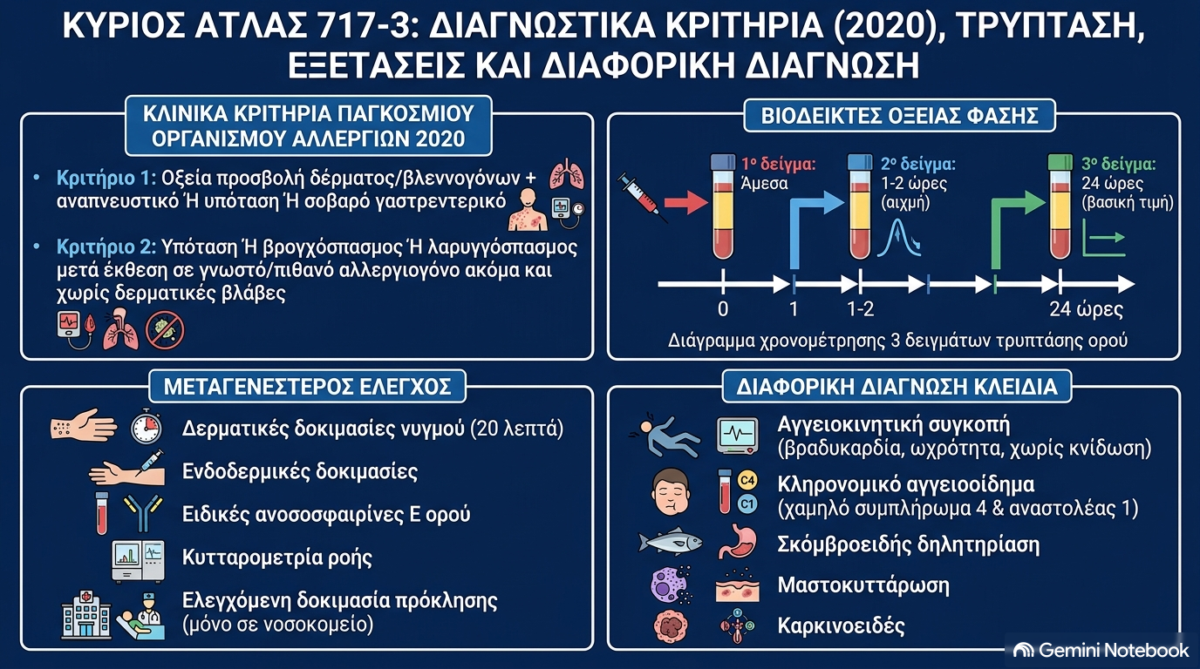 ΚΥΡΙΟΣ ΑΤΛΑΣ 717-3: ΔΙΑΓΝΩΣΤΙΚΑ ΚΡΙΤΗΡΙΑ (2020), ΤΡΥΠΤΑΣΗ,
ΕΞΕΤΑΣΕΙΣ ΚΑΙ ΔΙΑΦΟΡΙΚΗ ΔΙΑΓΝΩΣΗ
ΚΛΙΝΙΚΑ ΚΡΙΤΗΡΙΑ ΠΑΓΚΟΣΜΙΟΥ
ΟΡΓΑΝΙΣΜΟΥ ΑΛΛΕΡΓΙΩΝ 2020
• Κριτήριο 1: Οξεία προσβολή δέρματος/βλεννογόνων +
αναπνευστικό Ή υπόταση Ή σοβαρό γαστρεντερικό
• Κριτήριο 2: Υπόταση Ή βρογχόσπασμος Ή λαρυγγόσπασμος
μετά έκθεση σε γνωστό/πιθανό αλλεργιογόνο ακόμα και
χωρίς δερματικές βλάβες
ΒΙΟΔΕΙΚΤΕΣ ΟΞΕΙΑΣ ΦΑΣΗΣ
1º δείγμα:
Άμεσα
2º δείγμα:
1-2 ώρες
(αιχμή)
3º δείγμα:
24 ώρες
(βασική τιμή)
0
1
1-2
24 ώρες
Διάγραμμα χρονομέτρησης 3 δειγμάτων τρυπτάσης ορού
ΜΕΤΑΓΕΝΕΣΤΕΡΟΣ ΕΛΕΓΧΟΣ
Δερματικές δοκιμασίες νυγμού (20 λεπτά)
Ενδοδερμικές δοκιμασίες
Ειδικές ανοσοσφαιρίνες Ε ορού
Κυτταρομετρία ροής
Ελεγχόμενη δοκιμασία πρόκλησης
(μόνο σε νοσοκομείο)
ΔΙΑΦΟΡΙΚΗ ΔΙΑΓΝΩΣΗ ΚΛΕΙΔΙΑ
Αγγειοκινητική συγκοπή
(βραδυκαρδία, ωχρότητα, χωρίς κνίδωση)
C4
C1
Κληρονομικό αγγειοοίδημα
(χαμηλό συμπλήρωμα 4 & αναστολέας 1)
Σκόμβροειδής δηλητηρίαση
Μαστοκυττάρωση
Καρκινοειδές
Gemini Notebook